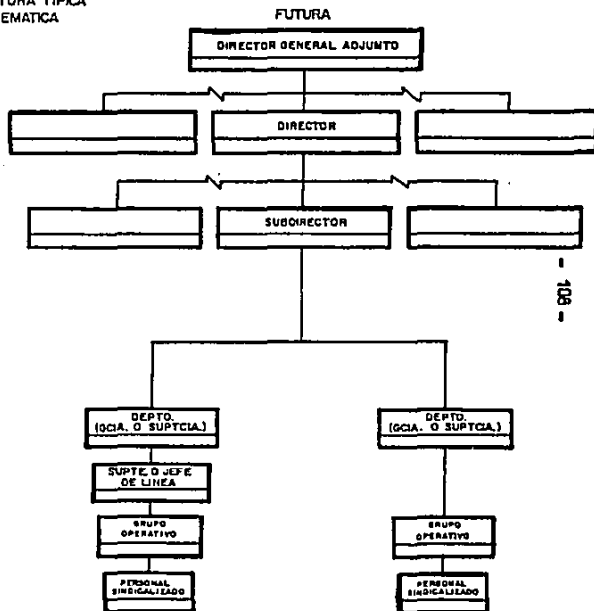 TURA TIPICA
EMATICA
FUTURA
DIRECTOR GENERAL ADJUNTO
DIRECTOR
SUBDIRECTOR
- 108 -
DEPTO.
(GCIA. O SUPTCIA.)
DEPTO.
(GCIA. O SUPTCIA.)
SUPTE. O JEFE
DE LINEA
GRUPO
OPERATIVO
GRUPO
OPERATIVO
PERSONAL
SINDICALIZADO
PERSONAL
SINDICALIZADO